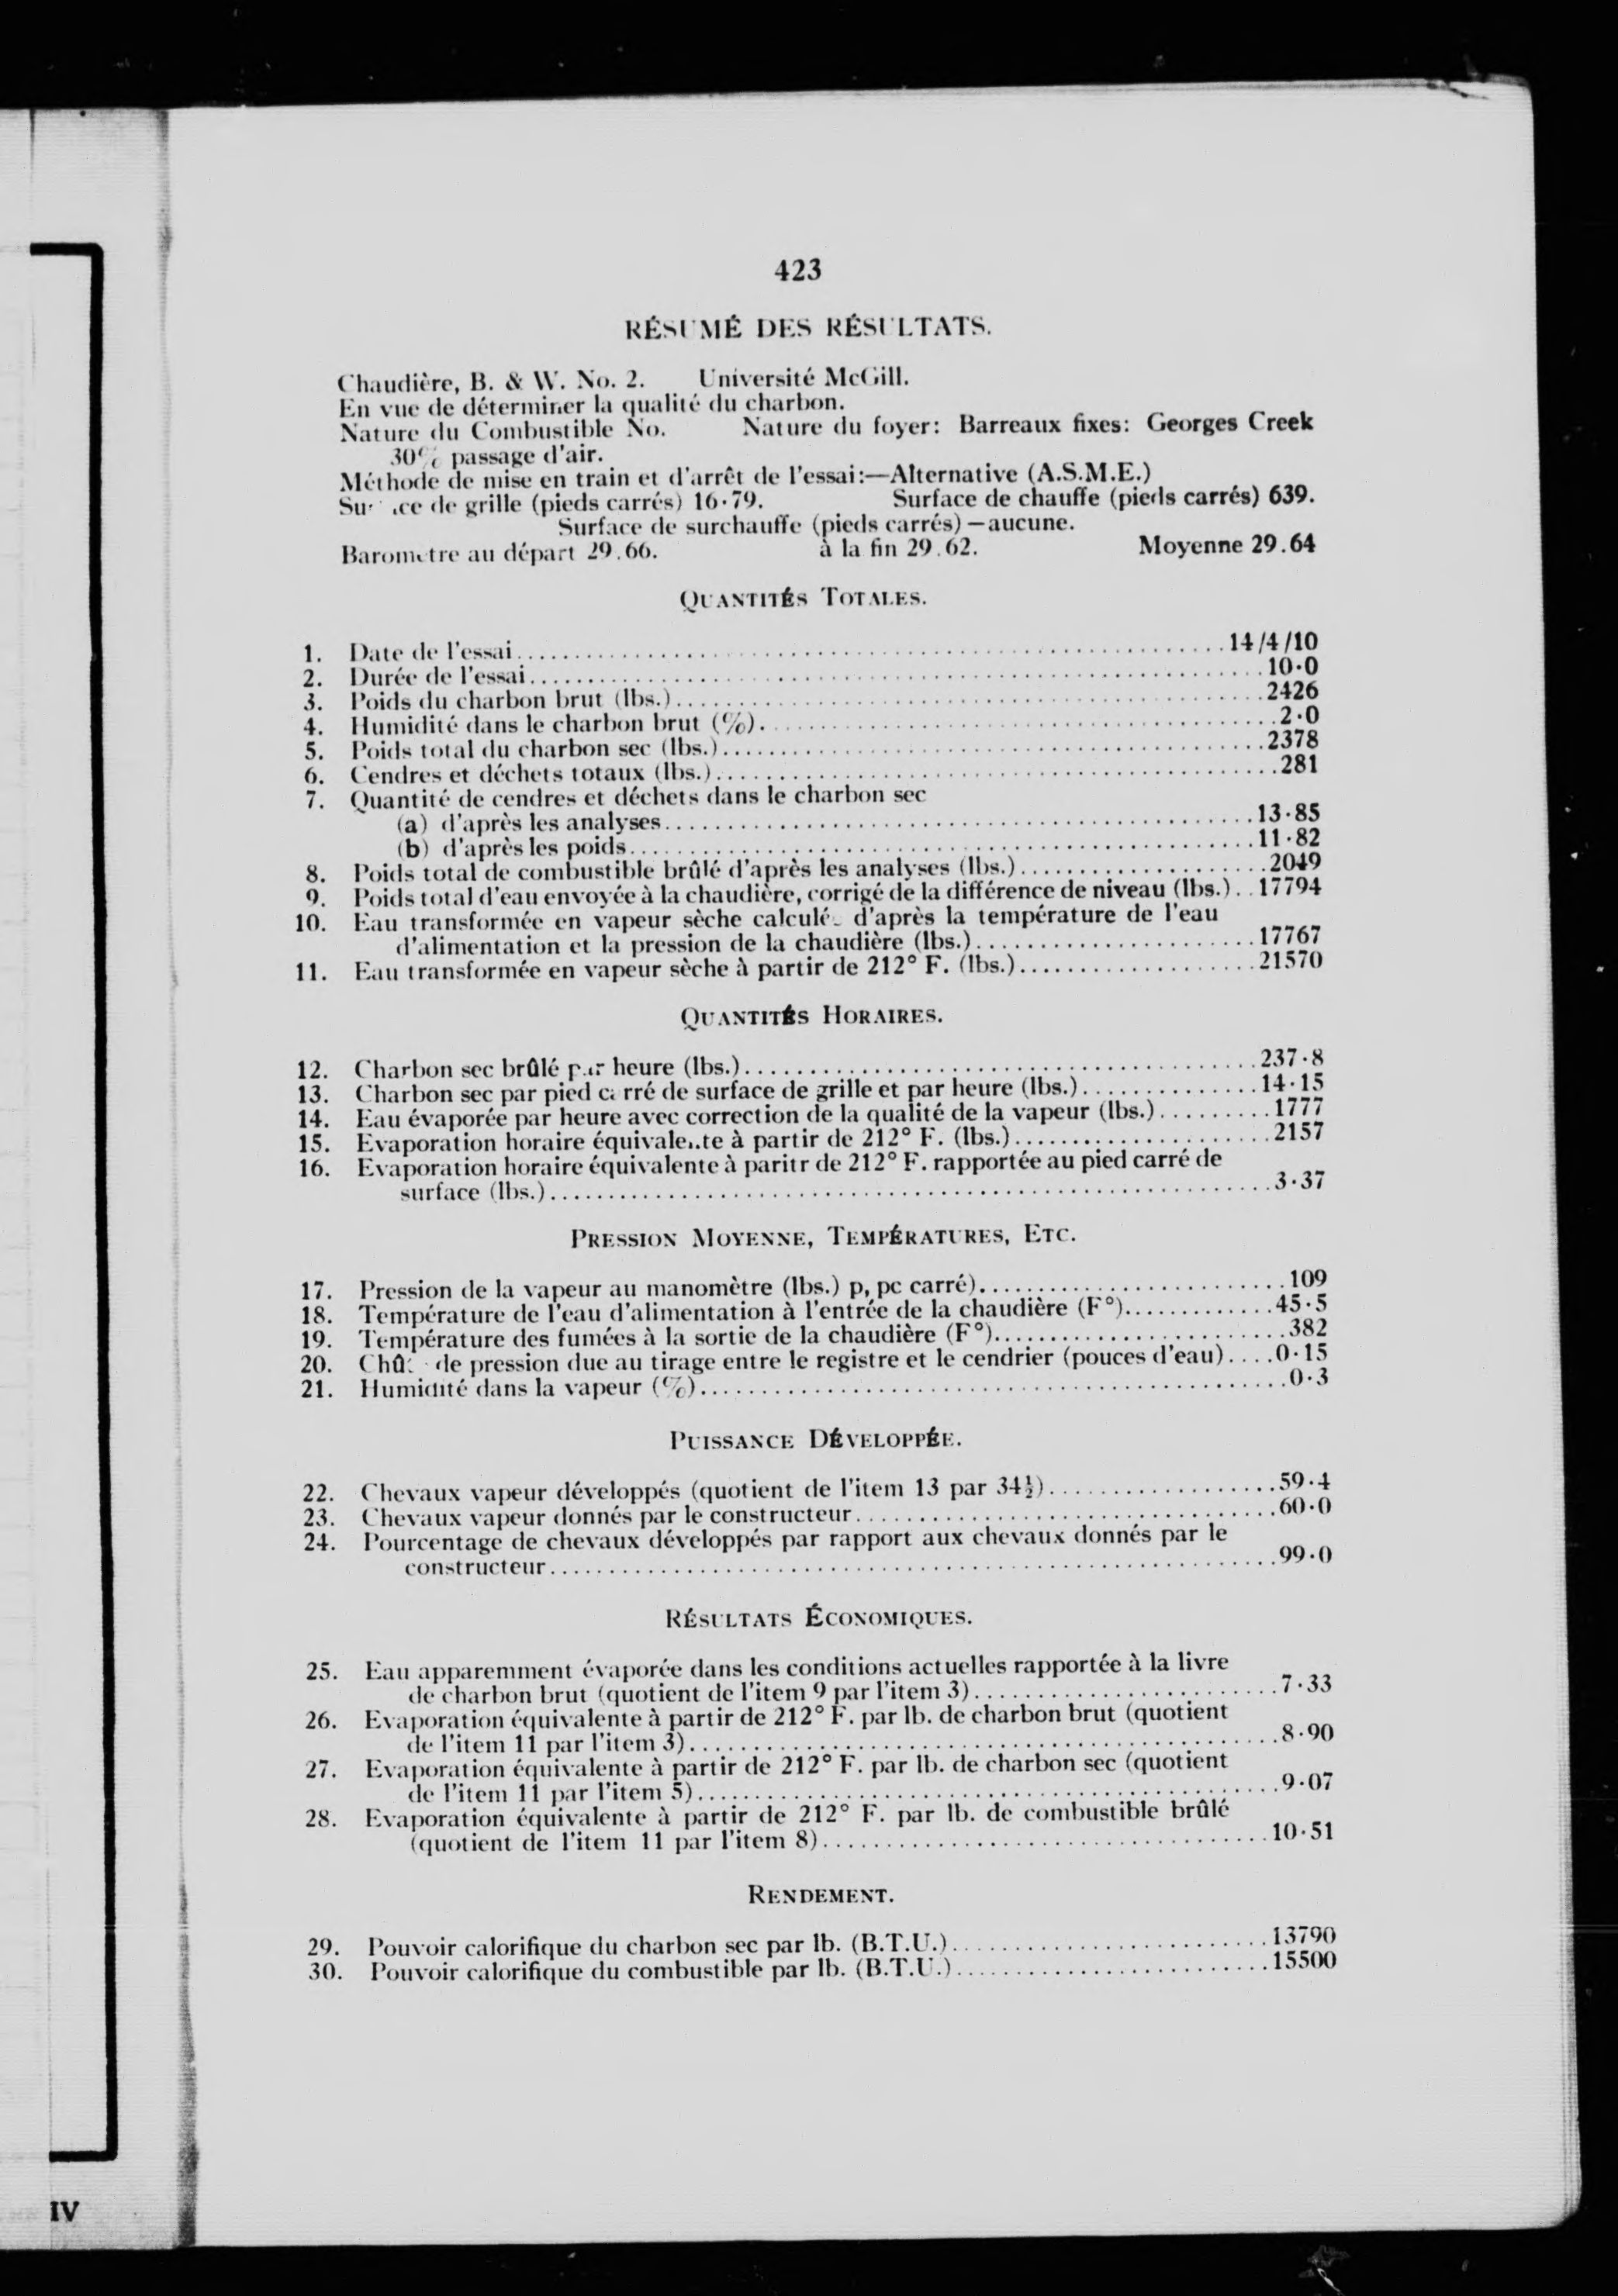 423
RÉSUMÉ DES RÉSULTATS.
Chaudière, B. & W. No. 2. Université McGill.
En vue de déterminer la qualité du charbon.
Nature du Combustible No. Nature du foyer: Barreaux fixes: Georges Creek
30% passage d'air.
Méthode de mise en train et d'arrêt de l'essai:—Alternative (A.S.M.E.)
de grille (pieds carrés) 16·79. Surface de chauffe (pieds carrés) 639.
Surface de surchauffe (pieds carrés)—aucune.
Barometre au départ 29.66. à la fin 29.62. Moyenne 29.64
QUANTITÉS TOTALES.
1. Date de l'essai 14/4/10
2. Durée de l'essai 10·0
3. Poids du charbon brut (lbs.) 2426
4. Humidité dans le charbon brut (%) 2·0
5. Poids total du charbon sec (lbs.) 2378
6. Cendres et déchets totaux (lbs.) 281
7. Quantité de cendres et déchets dans le charbon sec
(a) d'après les analyses 13·85
(b) d'après les poids 11·82
8. Poids total de combustible brûlé d'après les analyses (lbs.) 2049
9. Poids total d'eau envoyée à la chaudière, corrigé de la différence de niveau (lbs.) 17794
10. Eau transformée en vapeur sèche d'après la température de l'eau
d'alimentation et la pression de la chaudière (lbs.) 17767
11. Eau transformée en vapeur sèche à partir de 212° F. (lbs.) 21570
QUANTITÉS HORAIRES.
12. Charbon sec brûlé par heure (lbs.) 237·8
13. Charbon sec par pied carré de surface de grille et par heure (lbs.) 14·15
14. Eau évaporée par heure avec correction de la qualité de la vapeur (lbs.) 1777
15. Evaporation horaire équivalente à partir de 212° F. (lbs.) 2157
16. Evaporation horaire équivalente à paritr de 212° F. rapportée au pied carré de
surface (lbs.) 3·37
PRESSION MOYENNE, TEMPÉRATURES, ETC.
17. Pression de la vapeur au manomètre (lbs.) p, pc carré) 109
18. Température de l'eau d'alimentation à l'entrée de la chaudière (F°) 45·5
19. Température des fumées à la sortie de la chaudière (F°) 382
20. de pression due au tirage entre le registre et le cendrier (pouces d'eau) 0·15
21. Humidité dans la vapeur (%) 0·3
PUISSANCE DÉVELOPPÉE.
22. Chevaux vapeur développés (quotient de l'item 13 par 34½) 59·4
23. Chevaux vapeur donnés par le constructeur 60·0
24. Pourcentage de chevaux développés par rapport aux chevaux donnés par le
constructeur 99·0
RÉSULTATS ÉCONOMIQUES.
25. Eau apparemment évaporée dans les conditions actuelles rapportée à la livre
de charbon brut (quotient de l'item 9 par l'item 3) 7·33
26. Evaporation équivalente à partir de 212° F. par lb. de charbon brut (quotient
de l'item 11 par l'item 3) 8·90
27. Evaporation équivalente à partir de 212° F. par lb. de charbon sec (quotient
de l'item 11 par l'item 5) 9·07
28. Evaporation équivalente à partir de 212° F. par lb. de combustible brûlé
(quotient de l'item 11 par l'item 8) 10·51
RENDEMENT.
29. Pouvoir calorifique du charbon sec par lb. (B.T.U.) 13790
30. Pouvoir calorifique du combustible par lb. (B.T.U.) 15500
IV